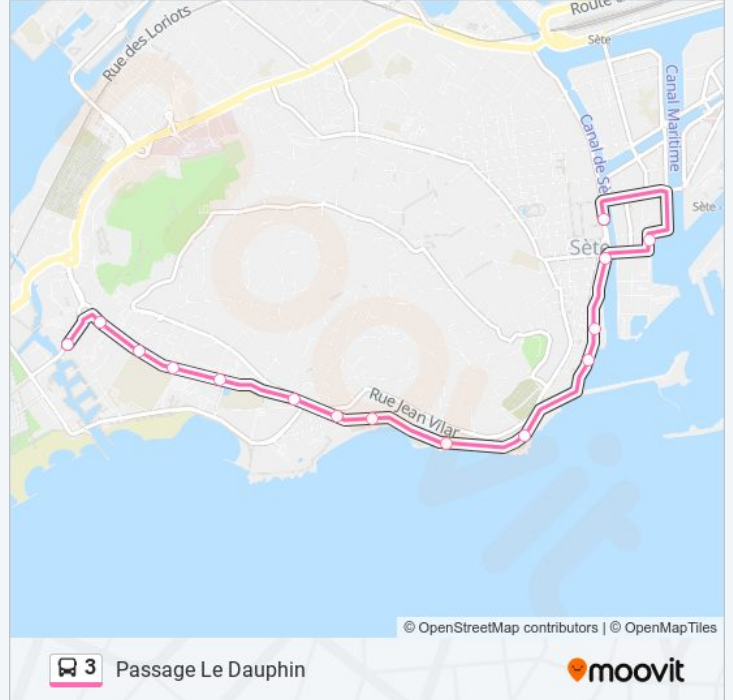 Route
Rue des Loriots
Sète
Canal Maritime
Canal de Sè
Sète
Sète
Rue Jean Vilar
© OpenStreetMap contributors | © OpenMapTiles
3 Passage Le Dauphin
moovit